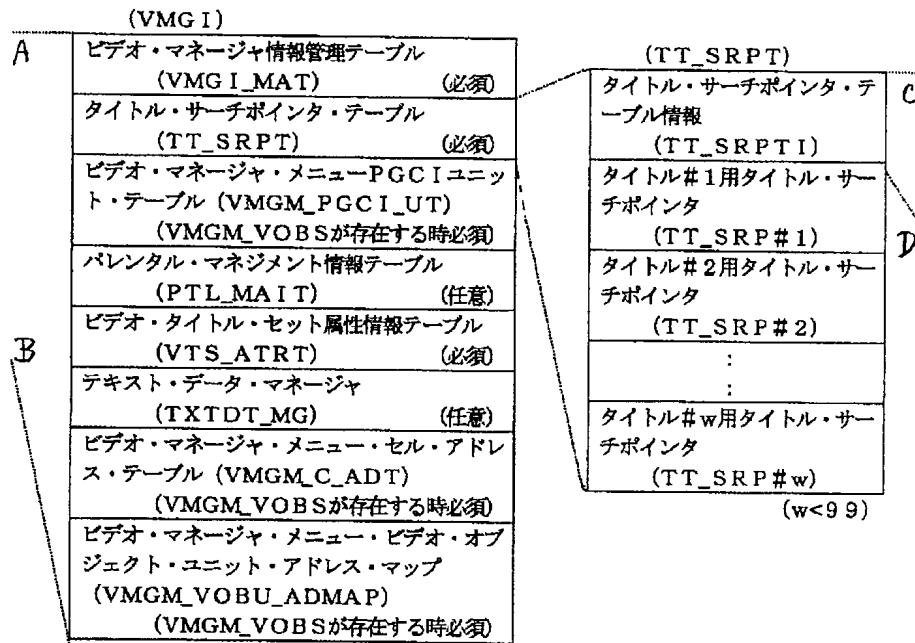 (VMGI)
A
ビデオ・マネージャ情報管理テーブル
(VMGI_MAT) (必須)
タイトル・サーチポインタ・テーブル
(TT_SRPT) (必須)
ビデオ・マネージャ・メニューPGCIユニッ
ト・テーブル (VMGM_PGCI_UT)
(VMGM_VOBSが存在する時必須)
パレンタル・マネジメント情報テーブル
(PTL_MAIT) (任意)
B
ビデオ・タイトル・セット属性情報テーブル
(VTS_ATRT) (必須)
テキスト・データ・マネージャ
(TXTDT_MG) (任意)
ビデオ・マネージャ・メニュー・セル・アドレ
ス・テーブル (VMGM_C_ADT)
(VMGM_VOBSが存在する時必須)
ビデオ・マネージャ・メニュー・ビデオ・オブ
ジェクト・ユニット・アドレス・マップ
(VMGM_VOBU_ADMAP)
(VMGM_VOBSが存在する時必須)
(TT_SRPT)
C
タイトル・サーチポインタ・テ
ーブル情報
(TT_SRPTI)
タイトル#1用タイトル・サー
チポインタ
(TT_SRP#1)
D
タイトル#2用タイトル・サー
チポインタ
(TT_SRP#2)
:
:
タイトル#w用タイトル・サー
チポインタ
(TT_SRP#w)
(w<99)